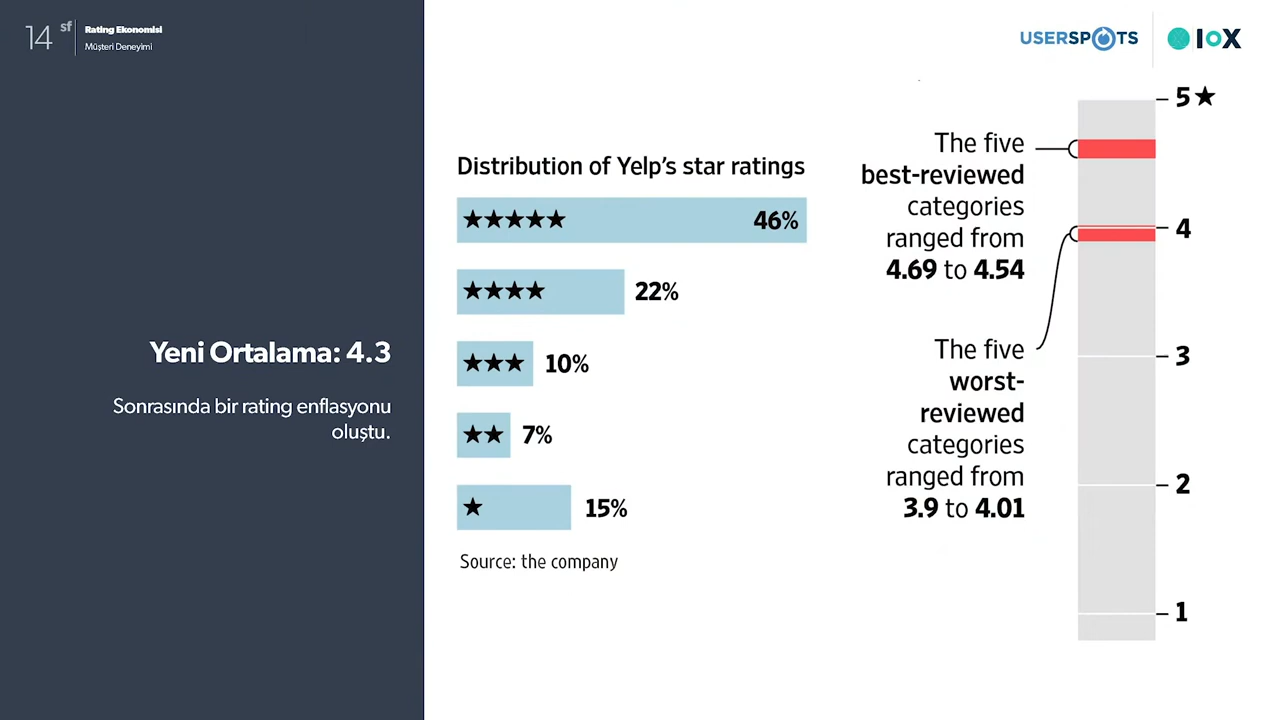 14 sf
Rating Ekonomisi
Müşteri Deneyimi
USERSPOTS
IOX
Yeni Ortalama: 4.3
Sonrasında bir rating enflasyonu
oluştu.
Distribution of Yelp's star ratings
★★★★★ 46%
★★★★ 22%
★★★ 10%
★★ 7%
★ 15%
Source: the company
The five
best-reviewed
categories
ranged from
4.69 to 4.54
The five
worst-
reviewed
categories
ranged from
3.9 to 4.01
5★
4
3
2
1